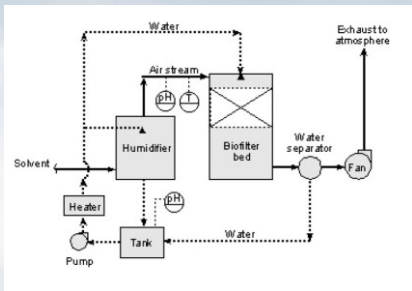 Water
Exhaust to
atmosphere
Air stream
pH
T
Humidifier
Biofilter
bed
Water
separator
Solvent
Fan
Heater
pH
Tank
Water
Pump